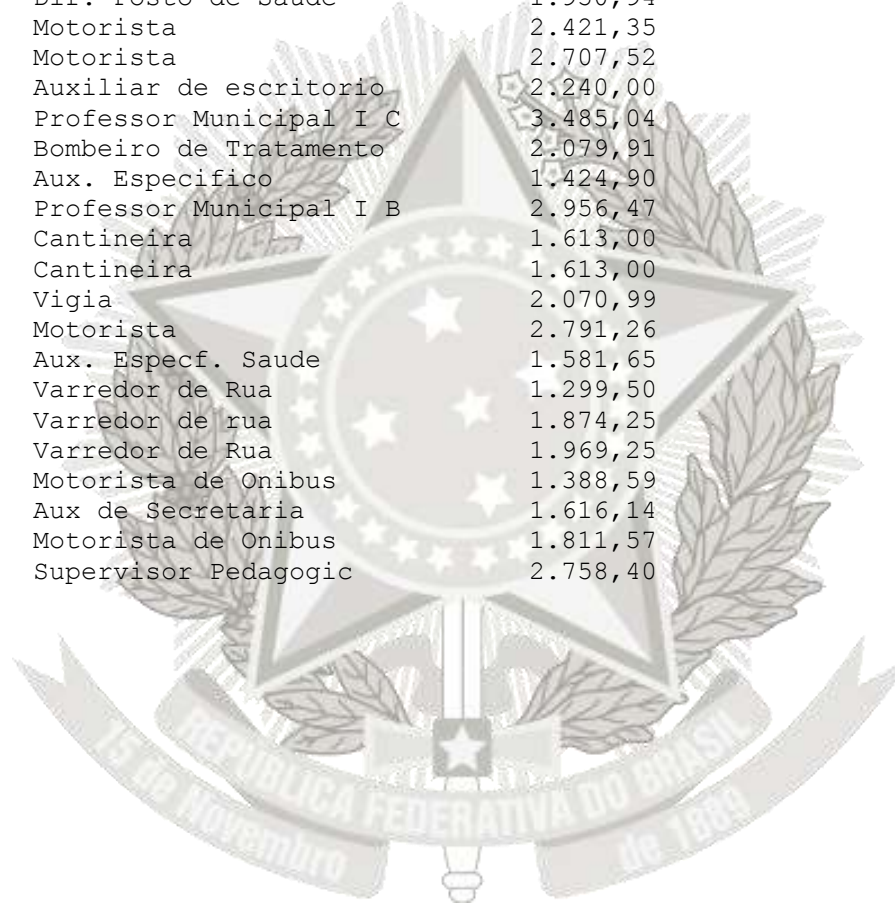 Motorista 2.421,35
Motorista 2.707,52
Auxiliar de escritorio 2.240,00
Professor Municipal I C 3.485,04
Bombeiro de Tratamento 2.079,91
Aux. Especifico 1.424,90
Professor Municipal I B 2.956,47
Cantineira 1.613,00
Cantineira 1.613,00
Vigia 2.070,99
Motorista 2.791,26
Aux. Especf. Saude 1.581,65
Varredor de Rua 1.299,50
Varredor de rua 1.874,25
Varredor de Rua 1.969,25
Motorista de Onibus 1.388,59
Aux de Secretaria 1.616,14
Motorista de Onibus 1.811,57
Supervisor Pedagogic 2.758,40
REPÚBLICA FEDERATIVA DO BRASIL
15 de Novembro de 1889